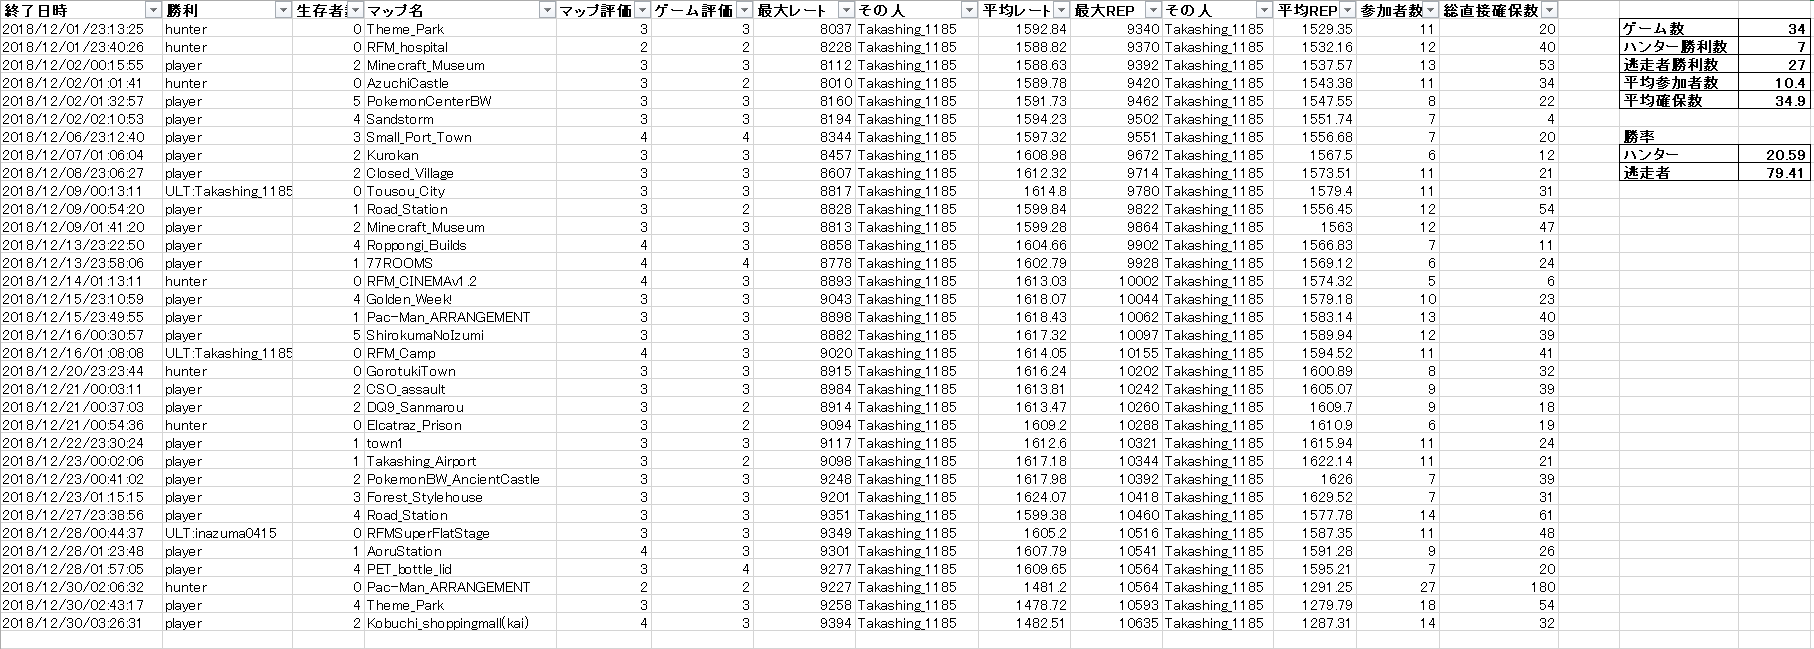 終了日時 勝利 生存者 マップ名 マップ評価 ゲーム評価 最大レート その人 平均レート 最大REP その人 平均REP 参加者数 総直接確保数
2018/12/01/23:13:25 hunter 0 Theme_Park 3 3 8037 Takashing_1185 1592.84 9340 Takashing_1185 1529.35 11 20 ゲーム数 34
2018/12/01/23:40:26 hunter 0 RFM_hospital 2 2 8228 Takashing_1185 1588.82 9370 Takashing_1185 1532.16 12 40 ハンター勝利数 7
2018/12/02/00:15:55 player 2 Minecraft_Museum 3 3 8112 Takashing_1185 1588.63 9392 Takashing_1185 1537.57 13 53 逃走者勝利数 27
2018/12/02/01:01:41 hunter 0 AzuchiCastle 3 2 8010 Takashing_1185 1589.78 9420 Takashing_1185 1543.38 11 34 平均参加者数 10.4
2018/12/02/01:32:57 player 5 PokemonCenterBW 3 3 8160 Takashing_1185 1591.73 9462 Takashing_1185 1547.55 8 22 平均確保数 34.9
2018/12/02/02:10:53 player 4 Sandstorm 3 3 8194 Takashing_1185 1594.23 9502 Takashing_1185 1551.74 7 4
2018/12/06/23:12:40 player 3 Small_Port_Town 4 4 8344 Takashing_1185 1597.32 9551 Takashing_1185 1556.68 7 20 勝率
2018/12/07/01:06:04 player 2 Kurokan 3 3 8457 Takashing_1185 1608.98 9672 Takashing_1185 1567.5 6 12 ハンター 20.59
2018/12/08/23:06:27 player 2 Closed_Village 3 3 8607 Takashing_1185 1612.32 9714 Takashing_1185 1573.51 11 21 逃走者 79.41
2018/12/09/00:13:11 ULT:Takashing_1185 0 Tousou_City 3 3 8817 Takashing_1185 1614.8 9780 Takashing_1185 1579.4 11 31
2018/12/09/00:54:20 player 1 Road_Station 3 2 8828 Takashing_1185 1599.84 9822 Takashing_1185 1556.45 12 54
2018/12/09/01:41:20 player 2 Minecraft_Museum 3 3 8813 Takashing_1185 1599.28 9864 Takashing_1185 1563 12 47
2018/12/13/23:22:50 player 4 Roppongi_Builds 4 3 8858 Takashing_1185 1604.66 9902 Takashing_1185 1566.83 7 11
2018/12/13/23:58:06 player 1 77ROOMS 4 4 8778 Takashing_1185 1602.79 9928 Takashing_1185 1569.12 6 24
2018/12/14/01:13:11 hunter 0 RFM_CINEMAv1.2 4 3 8893 Takashing_1185 1613.03 10002 Takashing_1185 1574.32 5 6
2018/12/15/23:10:59 player 4 Golden_Week! 3 3 9043 Takashing_1185 1618.07 10044 Takashing_1185 1579.18 10 23
2018/12/15/23:49:55 player 1 Pac-Man_ARRANGEMENT 3 3 8898 Takashing_1185 1618.43 10062 Takashing_1185 1583.14 13 40
2018/12/16/00:30:57 player 5 ShirokumaNoIzumi 3 3 8882 Takashing_1185 1617.32 10097 Takashing_1185 1589.94 12 39
2018/12/16/01:08:08 ULT:Takashing_1185 0 RFM_Camp 4 3 9020 Takashing_1185 1614.05 10155 Takashing_1185 1594.52 11 41
2018/12/20/23:23:44 hunter 0 GorotukiTown 3 3 8915 Takashing_1185 1616.24 10202 Takashing_1185 1600.89 8 32
2018/12/21/00:03:11 player 2 CSO_assault 3 3 8984 Takashing_1185 1613.81 10242 Takashing_1185 1605.07 9 39
2018/12/21/00:37:03 player 2 DQ9_Sanmarou 3 2 8914 Takashing_1185 1613.47 10260 Takashing_1185 1609.7 9 18
2018/12/21/00:54:36 hunter 0 Elcatraz_Prison 3 2 9094 Takashing_1185 1609.2 10288 Takashing_1185 1610.9 6 19
2018/12/22/23:30:24 player 1 town1 3 3 9117 Takashing_1185 1612.6 10321 Takashing_1185 1615.94 11 24
2018/12/23/00:02:06 player 1 Takashing_Airport 3 2 9098 Takashing_1185 1617.18 10344 Takashing_1185 1622.14 11 21
2018/12/23/00:41:02 player 2 PokemonBW_AncientCastle 3 3 9248 Takashing_1185 1617.98 10392 Takashing_1185 1626 7 39
2018/12/23/01:15:15 player 3 Forest_Stylehouse 3 3 9201 Takashing_1185 1624.07 10418 Takashing_1185 1629.52 7 31
2018/12/27/23:38:56 player 4 Road_Station 3 3 9351 Takashing_1185 1599.38 10460 Takashing_1185 1577.78 14 61
2018/12/28/00:44:37 ULT:inazuma0415 0 RFMSuperFlatStage 3 3 9349 Takashing_1185 1605.2 10516 Takashing_1185 1587.35 11 48
2018/12/28/01:23:48 player 1 AoruStation 4 3 9301 Takashing_1185 1607.79 10541 Takashing_1185 1591.28 9 26
2018/12/28/01:57:05 player 4 PET_bottle_lid 3 4 9277 Takashing_1185 1609.65 10564 Takashing_1185 1595.21 7 20
2018/12/30/02:06:32 hunter 0 Pac-Man_ARRANGEMENT 2 2 9227 Takashing_1185 1481.2 10564 Takashing_1185 1291.25 27 180
2018/12/30/02:43:17 player 4 Theme_Park 3 3 9258 Takashing_1185 1478.72 10593 Takashing_1185 1279.79 18 54
2018/12/30/03:26:31 player 2 Kobuchi_shoppingmall(kai) 4 3 9394 Takashing_1185 1482.51 10635 Takashing_1185 1287.31 14 32